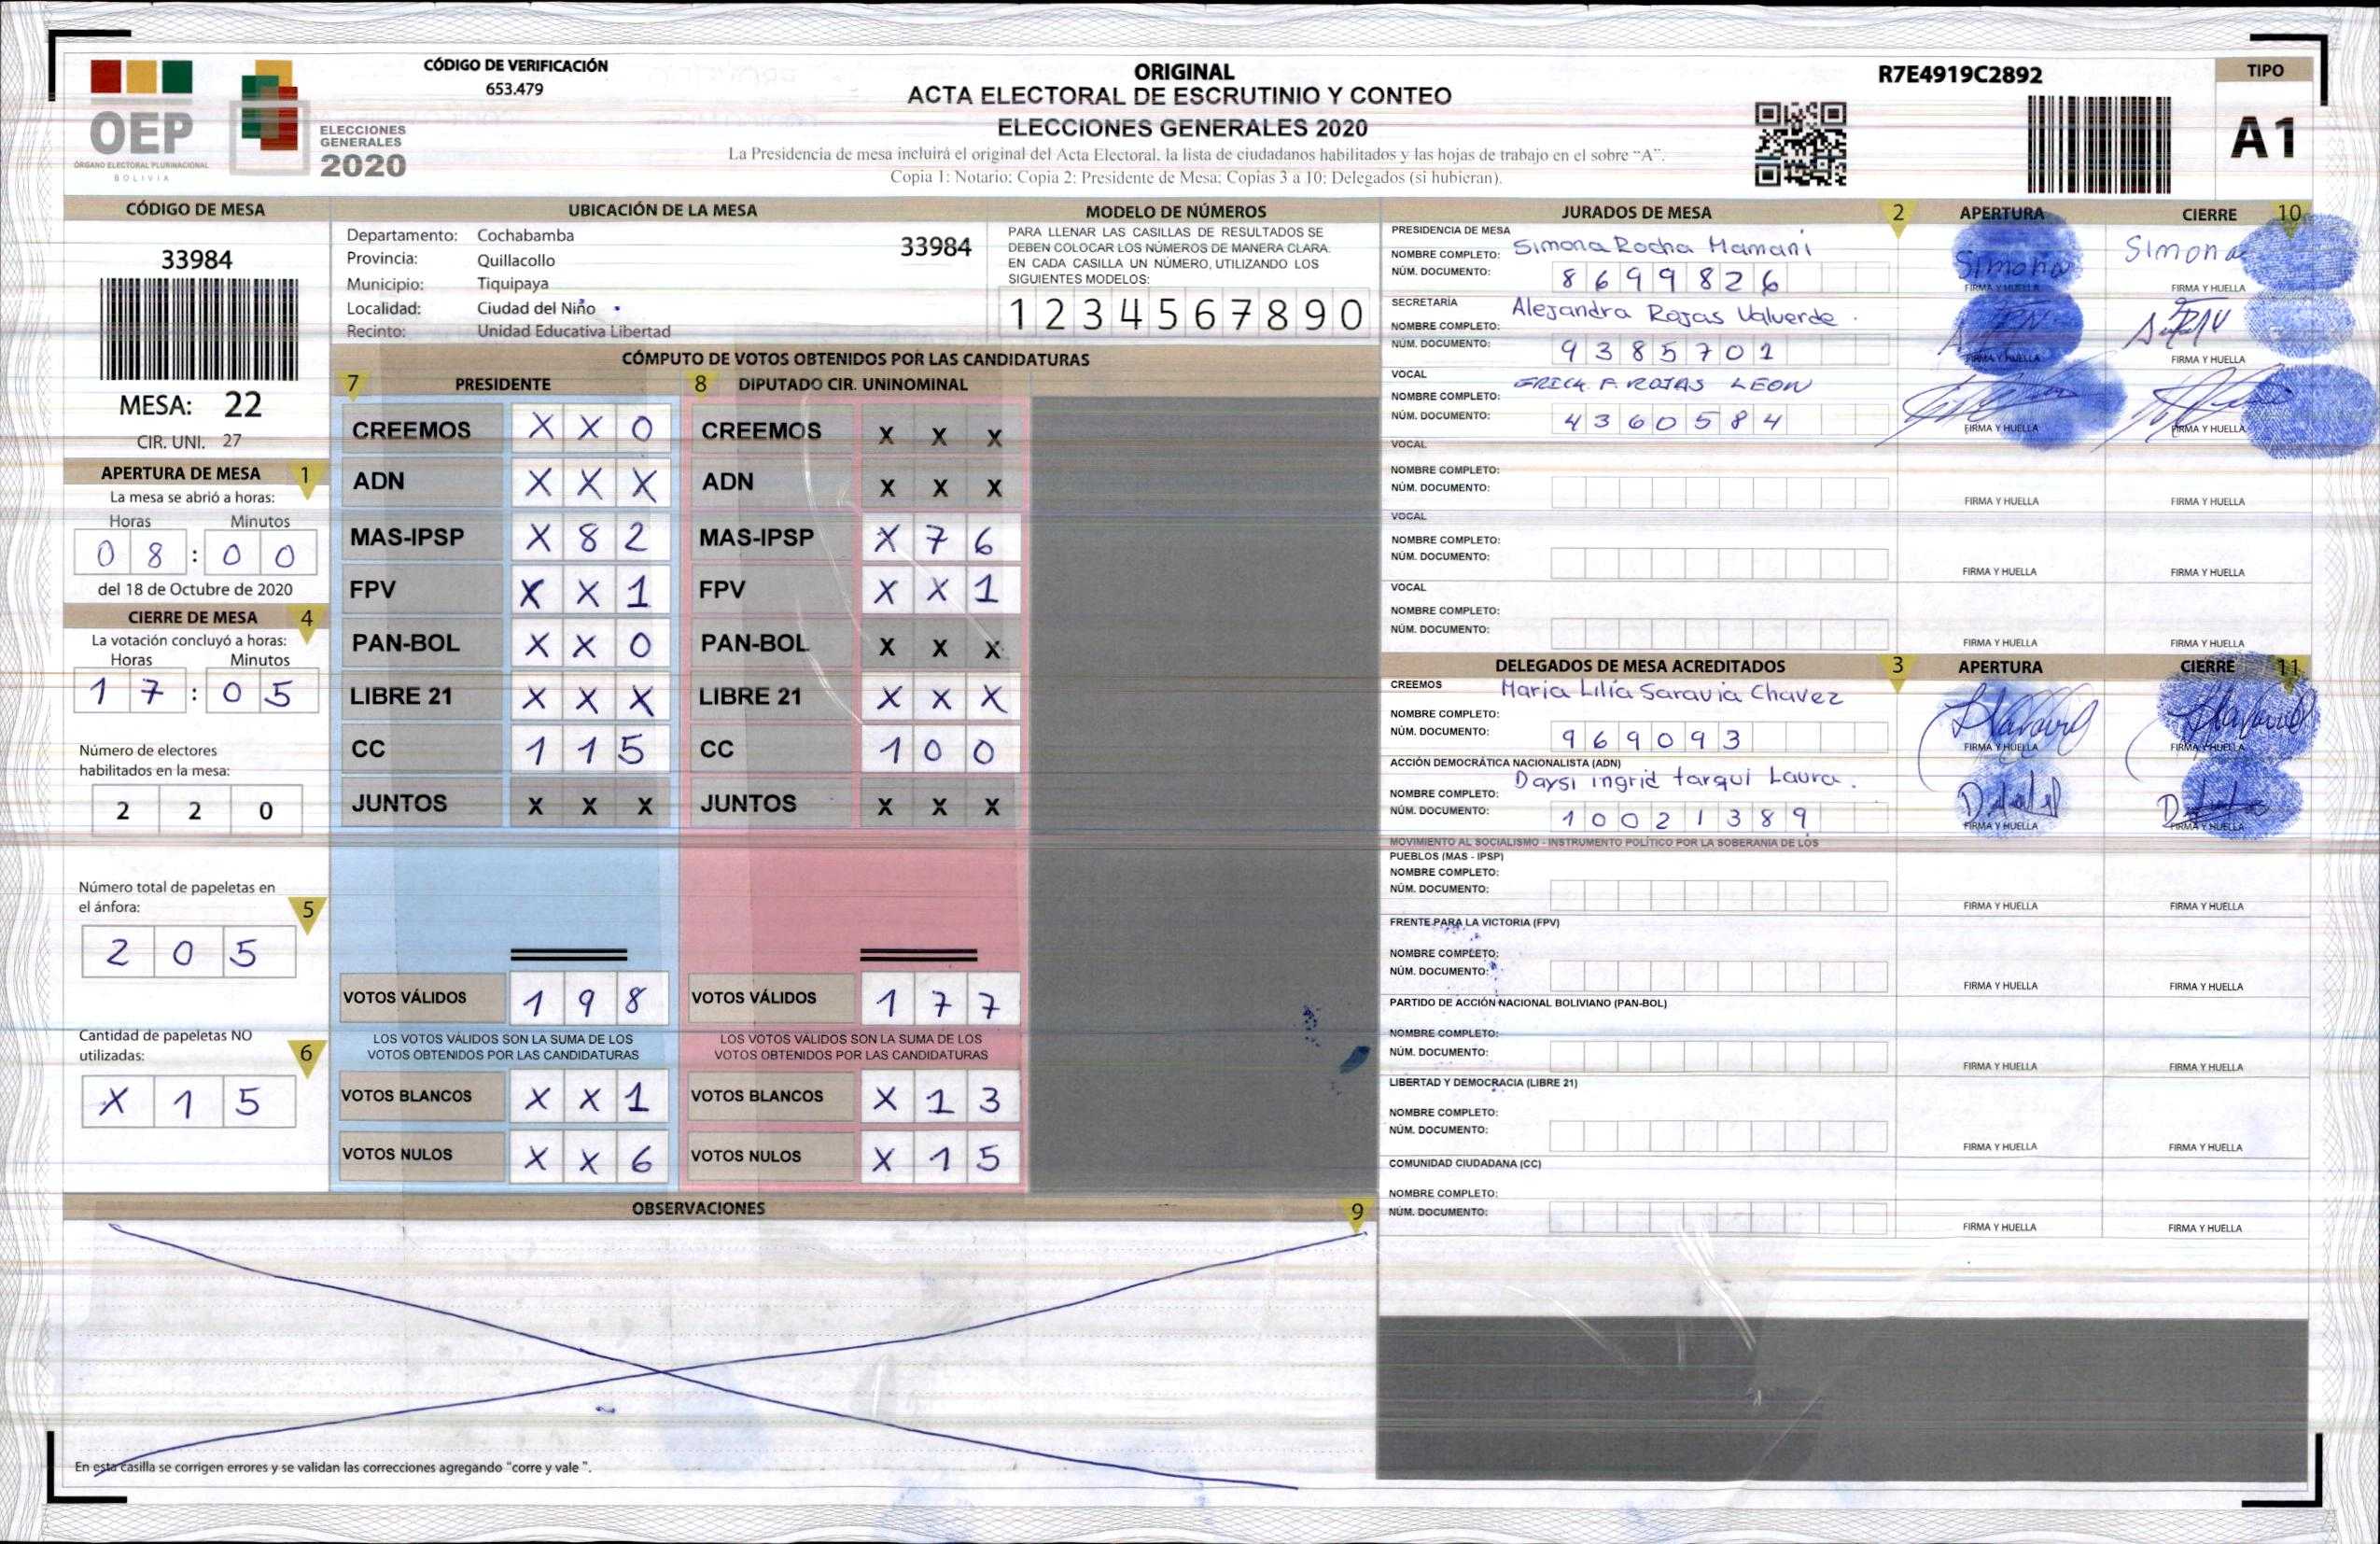 OEP
ÓRGANO ELECTORAL PLURINACIONAL
BOLIVIA
ELECCIONES
GENERALES
2020
CÓDIGO DE VERIFICACIÓN
653.479
ORIGINAL
ACTA ELECTORAL DE ESCRUTINIO Y CONTEO
ELECCIONES GENERALES 2020
La Presidencia de mesa incluirá el original del Acta Electoral, la lista de ciudadanos habilitados y las hojas de trabajo en el sobre "A".
Copia 1: Notario; Copia 2: Presidente de Mesa; Copias 3 a 10: Delegados (si hubieran).
R7E4919C2892
TIPO
A1
CÓDIGO DE MESA
33984
MESA: 22
CIR. UNI. 27
APERTURA DE MESA 1
La mesa se abrió a horas:
Horas Minutos
0 8 : 0 0
del 18 de Octubre de 2020
CIERRE DE MESA 4
La votación concluyó a horas:
Horas Minutos
1 7 : 0 5
Número de electores
habilitados en la mesa:
2 2 0
Número total de papeletas en
el ánfora: 5
2 0 5
Cantidad de papeletas NO
utilizadas: 6
X 1 5
UBICACIÓN DE LA MESA
Departamento: Cochabamba 33984
Provincia: Quillacollo
Municipio: Tiquipaya
Localidad: Ciudad del Niño
Recinto: Unidad Educativa Libertad
MODELO DE NÚMEROS
PARA LLENAR LAS CASILLAS DE RESULTADOS SE
DEBEN COLOCAR LOS NÚMEROS DE MANERA CLARA.
EN CADA CASILLA UN NÚMERO, UTILIZANDO LOS
SIGUIENTES MODELOS:
1 2 3 4 5 6 7 8 9 0
CÓMPUTO DE VOTOS OBTENIDOS POR LAS CANDIDATURAS
7 PRESIDENTE 8 DIPUTADO CIR. UNINOMINAL
CREEMOS X X 0 CREEMOS X X X
ADN X X X ADN X X X
MAS-IPSP X 8 2 MAS-IPSP X 7 6
FPV X X 1 FPV X X 1
PAN-BOL X X 0 PAN-BOL X X X
LIBRE 21 X X X LIBRE 21 X X X
CC 1 1 5 CC 1 0 0
JUNTOS X X X JUNTOS X X X
VOTOS VÁLIDOS 1 9 8 VOTOS VÁLIDOS 1 7 7
LOS VOTOS VÁLIDOS SON LA SUMA DE LOS LOS VOTOS VÁLIDOS SON LA SUMA DE LOS
VOTOS OBTENIDOS POR LAS CANDIDATURAS VOTOS OBTENIDOS POR LAS CANDIDATURAS
VOTOS BLANCOS X X 1 VOTOS BLANCOS X 1 3
VOTOS NULOS X X 6 VOTOS NULOS X 1 5
OBSERVACIONES 9
En esta casilla se corrigen errores y se validan las correcciones agregando "corre y vale ".
JURADOS DE MESA 2 APERTURA CIERRE 10
PRESIDENCIA DE MESA
NOMBRE COMPLETO: Simona Rocha Mamani Simona Simona
NÚM. DOCUMENTO: 8 6 9 9 8 2 6
FIRMA Y HUELLA FIRMA Y HUELLA
SECRETARÍA
NOMBRE COMPLETO: Alejandra Rojas Valverde.
NÚM. DOCUMENTO: 9 3 8 5 7 0 1
FIRMA Y HUELLA FIRMA Y HUELLA
VOCAL
NOMBRE COMPLETO: ERICK F. ROJAS LEON
NÚM. DOCUMENTO: 4 3 6 0 5 8 4
FIRMA Y HUELLA FIRMA Y HUELLA
VOCAL
NOMBRE COMPLETO:
NÚM. DOCUMENTO:
FIRMA Y HUELLA FIRMA Y HUELLA
VOCAL
NOMBRE COMPLETO:
NÚM. DOCUMENTO:
FIRMA Y HUELLA FIRMA Y HUELLA
VOCAL
NOMBRE COMPLETO:
NÚM. DOCUMENTO:
FIRMA Y HUELLA FIRMA Y HUELLA
DELEGADOS DE MESA ACREDITADOS 3 APERTURA CIERRE 11
CREEMOS
NOMBRE COMPLETO: Maria Lilia Saravia Chavez
NÚM. DOCUMENTO: 9 6 9 0 9 3
FIRMA Y HUELLA FIRMA Y HUELLA
ACCIÓN DEMOCRÁTICA NACIONALISTA (ADN)
NOMBRE COMPLETO: Daysi ingrid tarqui Laura.
NÚM. DOCUMENTO: 1 0 0 2 1 3 8 9
FIRMA Y HUELLA FIRMA Y HUELLA
MOVIMIENTO AL SOCIALISMO - INSTRUMENTO POLÍTICO POR LA SOBERANIA DE LOS
PUEBLOS (MAS - IPSP)
NOMBRE COMPLETO:
NÚM. DOCUMENTO:
FIRMA Y HUELLA FIRMA Y HUELLA
FRENTE PARA LA VICTORIA (FPV)
NOMBRE COMPLETO:
NÚM. DOCUMENTO:
FIRMA Y HUELLA FIRMA Y HUELLA
PARTIDO DE ACCIÓN NACIONAL BOLIVIANO (PAN-BOL)
NOMBRE COMPLETO:
NÚM. DOCUMENTO:
FIRMA Y HUELLA FIRMA Y HUELLA
LIBERTAD Y DEMOCRACIA (LIBRE 21)
NOMBRE COMPLETO:
NÚM. DOCUMENTO:
FIRMA Y HUELLA FIRMA Y HUELLA
COMUNIDAD CIUDADANA (CC)
NOMBRE COMPLETO:
NÚM. DOCUMENTO:
FIRMA Y HUELLA FIRMA Y HUELLA